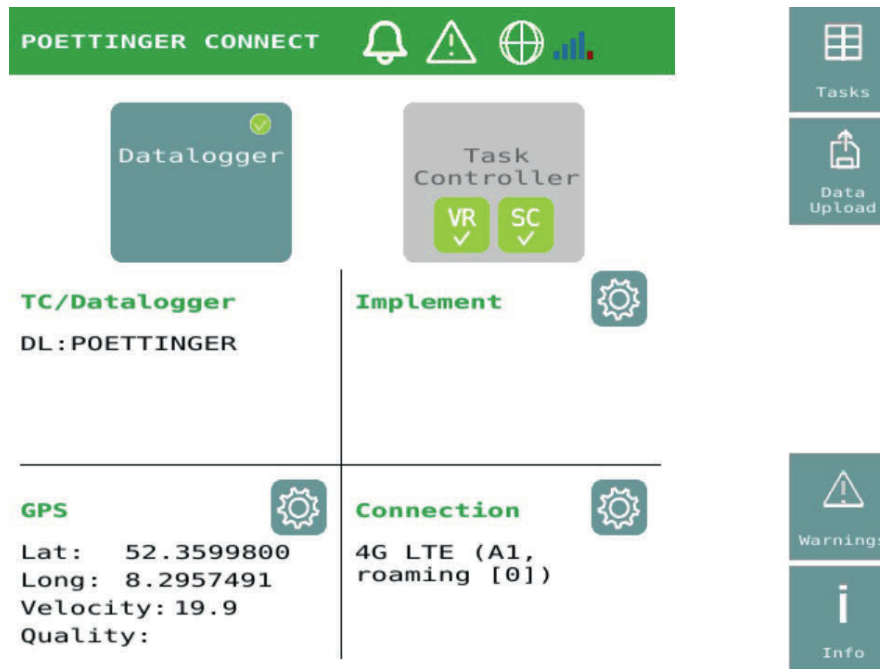 POETTINGER CONNECT
Tasks
Datalogger
Task
Controller
VR
SC
Data
Upload
TC/Datalogger
DL:POETTINGER
Implement
GPS
Lat: 52.3599800
Long: 8.2957491
Velocity: 19.9
Quality:
Connection
4G LTE (A1,
roaming [0])
Warnings
Info